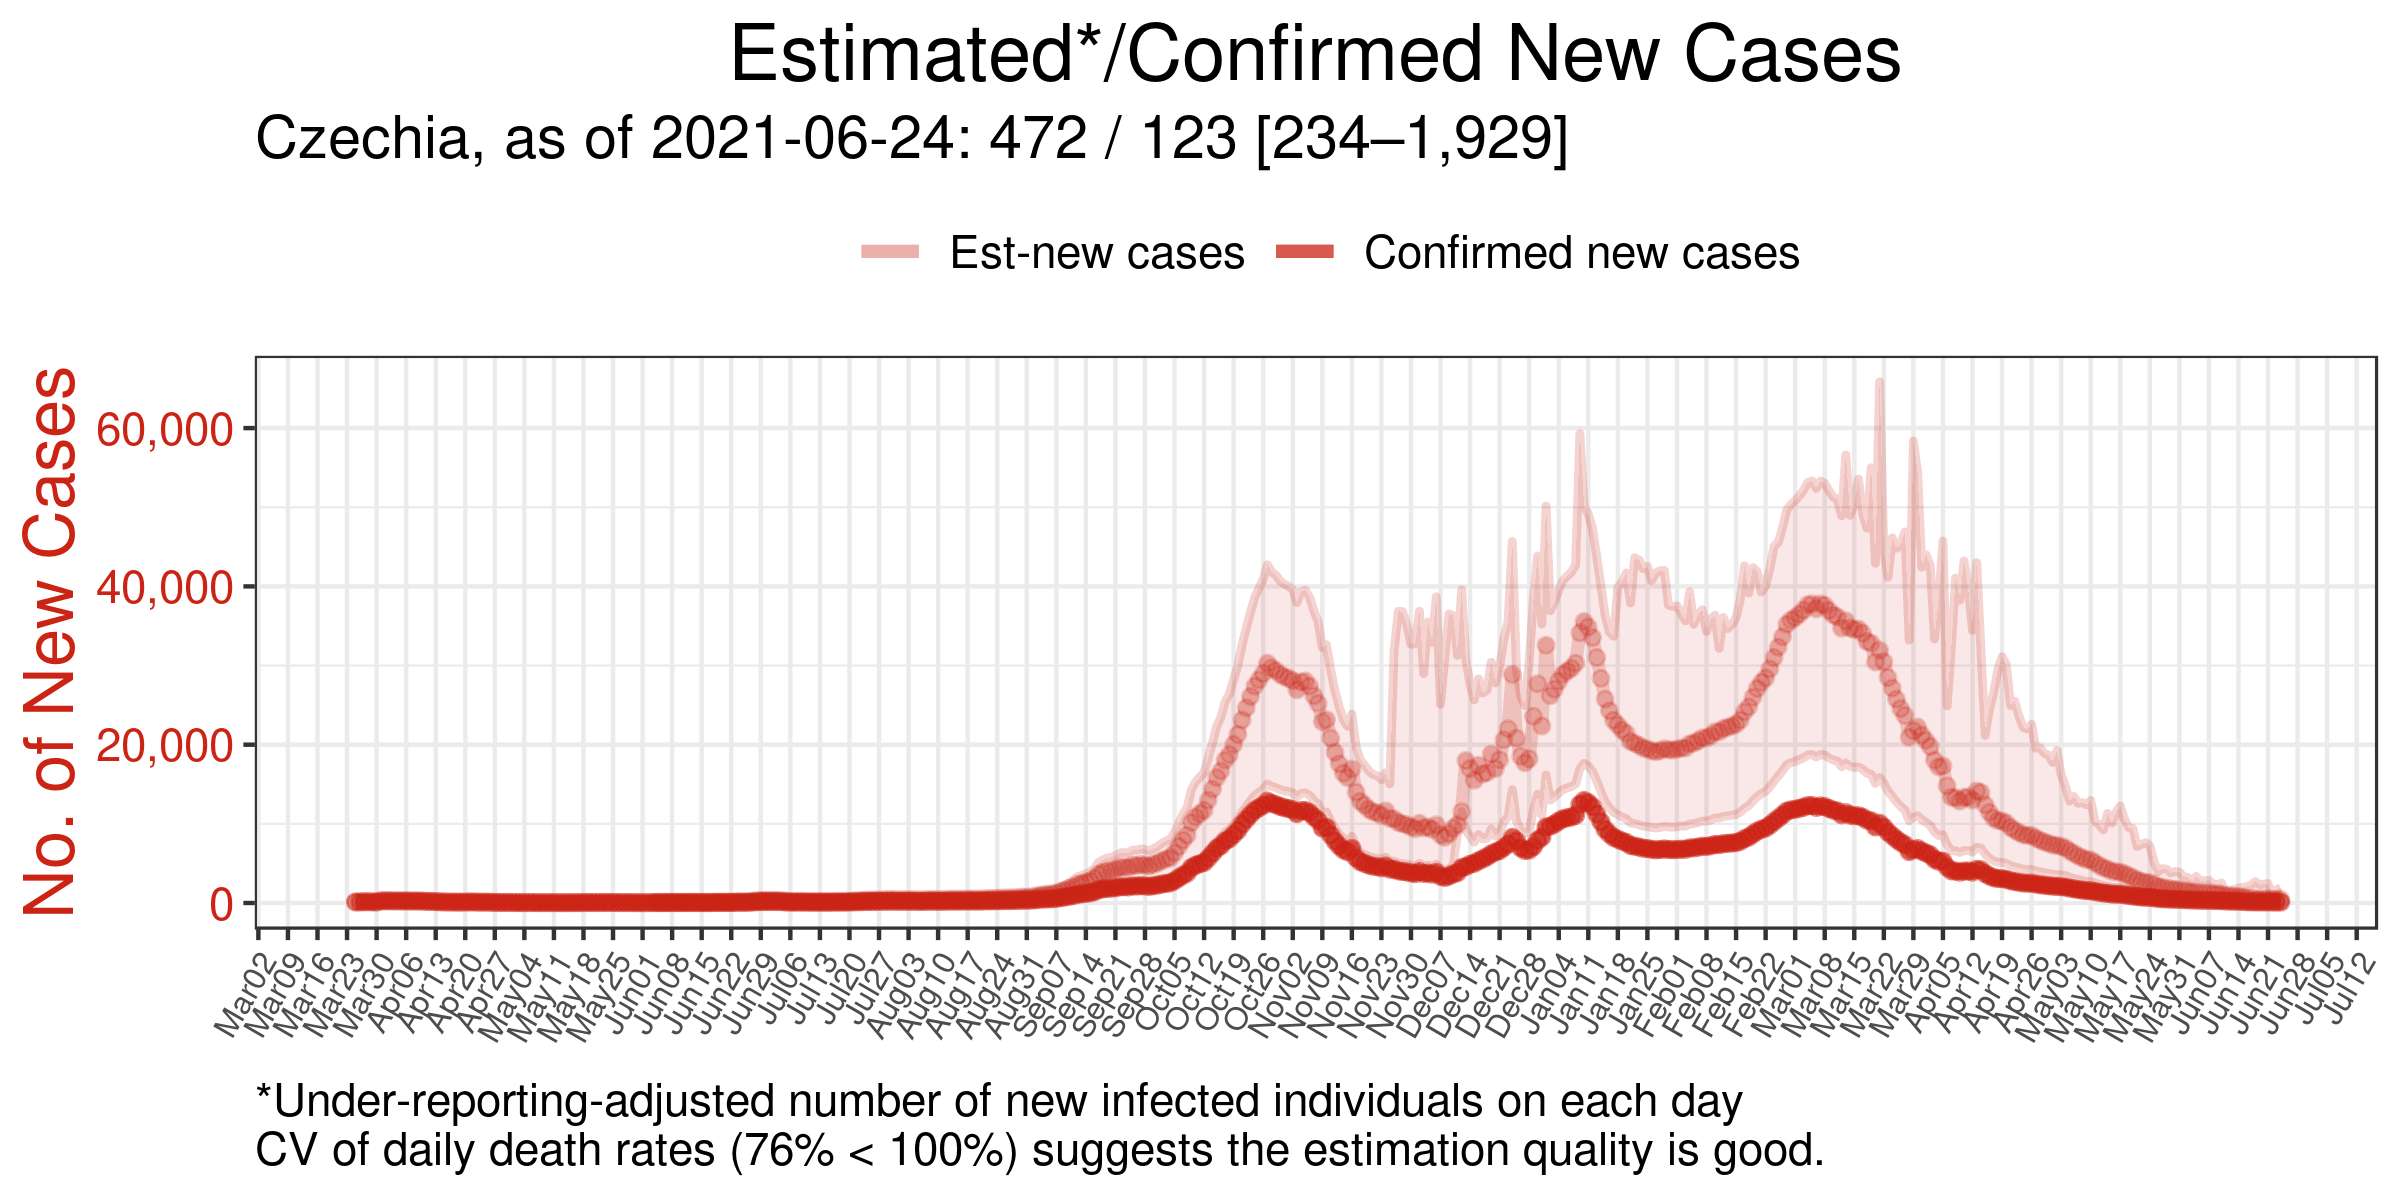 Estimated*/Confirmed New Cases
Czechia, as of 2021-06-24: 472 / 123 [234–1,929]
Est-new cases
Confirmed new cases
No. of New Cases
60,000
40,000
20,000
0
Mar02
Mar09
Mar16
Mar23
Mar30
Apr06
Apr13
Apr20
Apr27
May04
May11
May18
May25
Jun01
Jun08
Jun15
Jun22
Jun29
Jul06
Jul13
Jul20
Jul27
Aug03
Aug10
Aug17
Aug24
Aug31
Sep07
Sep14
Sep21
Sep28
Oct05
Oct12
Oct19
Oct26
Nov02
Nov09
Nov16
Nov23
Nov30
Dec07
Dec14
Dec21
Dec28
Jan04
Jan11
Jan18
Jan25
Feb01
Feb08
Feb15
Feb22
Mar01
Mar08
Mar15
Mar22
Mar29
Apr05
Apr12
Apr19
Apr26
May03
May10
May17
May24
May31
Jun07
Jun14
Jun21
Jun28
Jul05
Jul12
*Under-reporting-adjusted number of new infected individuals on each day
CV of daily death rates (76% < 100%) suggests the estimation quality is good.